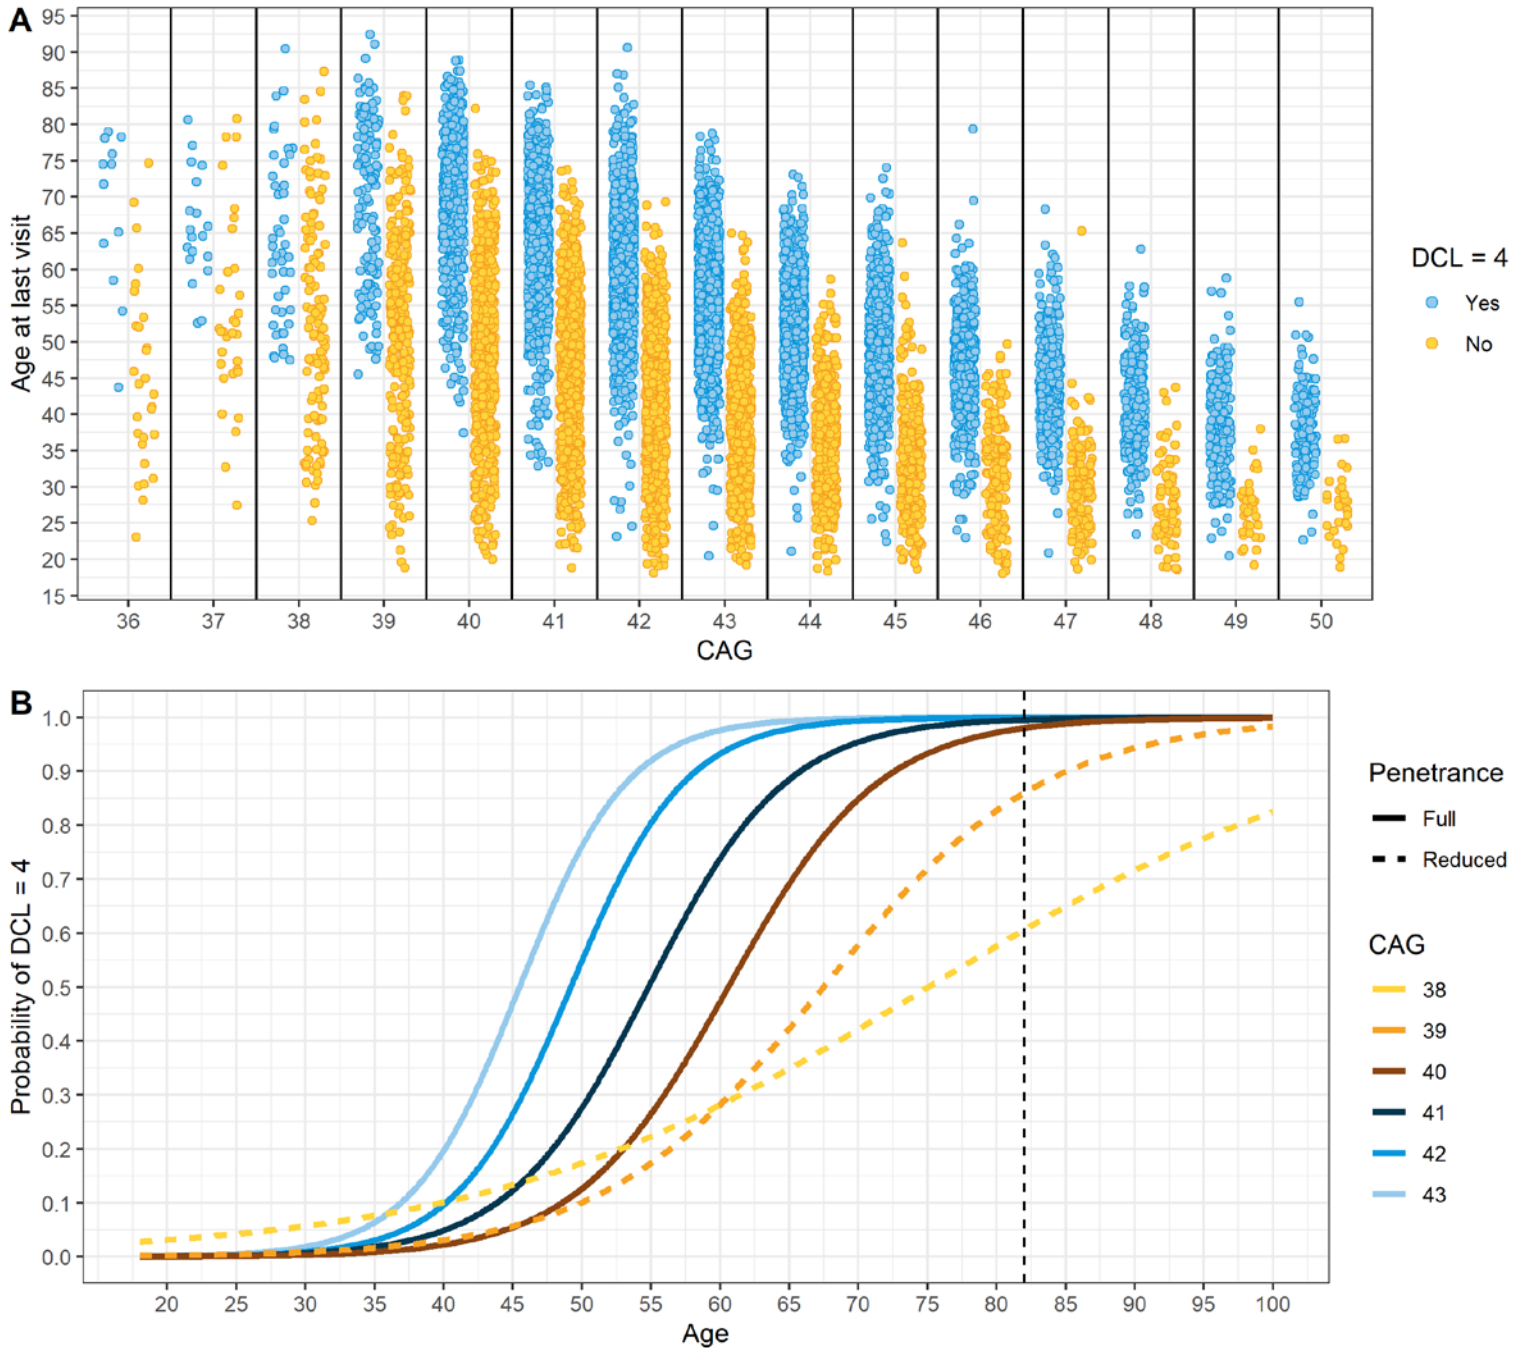 A
95
90
85
80
75
70
65
60
55
50
45
40
35
30
25
20
15
Age at last visit
36 37 38 39 40 41 42 43 44 45 46 47 48 49 50
CAG
DCL = 4
Yes
No
B
1.0
0.9
0.8
0.7
0.6
0.5
0.4
0.3
0.2
0.1
0.0
Probability of DCL = 4
20 25 30 35 40 45 50 55 60 65 70 75 80 85 90 95 100
Age
Penetrance
Full
Reduced
CAG
38
39
40
41
42
43